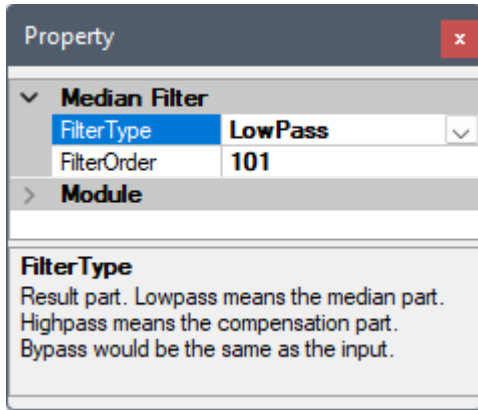 Property
x
Median Filter
FilterType LowPass
FilterOrder 101
Module
FilterType
Result part. Lowpass means the median part.
Highpass means the compensation part.
Bypass would be the same as the input.